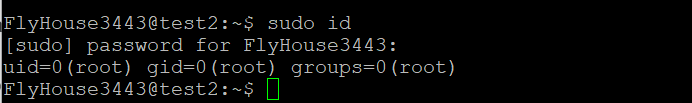 FlyHouse3443@test2:~$ sudo id
[sudo] password for FlyHouse3443:
uid=0(root) gid=0(root) groups=0(root)
FlyHouse3443@test2:~$